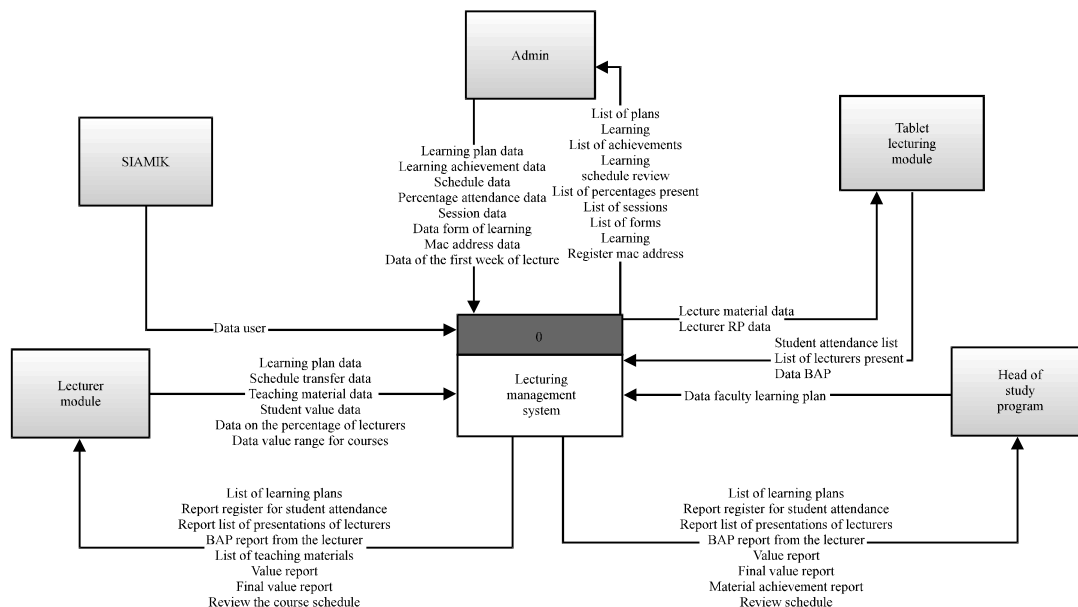 Admin
List of plans
Learning
List of achievements
Learning
schedule review
List of percentages present
List of sessions
List of forms
Learning
Register mac address
Tablet
lecturing
module
SIAMIK
Learning plan data
Learning achievement data
Schedule data
Percentage attendance data
Session data
Data form of learning
Mac address data
Data of the first week of lecture
Data user
0
Lecturing
management
system
Lecture material data
Lecturer RP data
Student attendance list
List of lecturers present
Data BAP
Lecturer
module
Learning plan data
Schedule transfer data
Teaching material data
Student value data
Data on the percentage of lecturers
Data value range for courses
Data faculty learning plan
Head of
study
program
List of learning plans
Report register for student attendance
Report list of presentations of lecturers
BAP report from the lecturer
List of teaching materials
Value report
Final value report
Review the course schedule
List of learning plans
Report register for student attendance
Report list of presentations of lecturers
BAP report from the lecturer
Value report
Final value report
Material achievement report
Review schedule